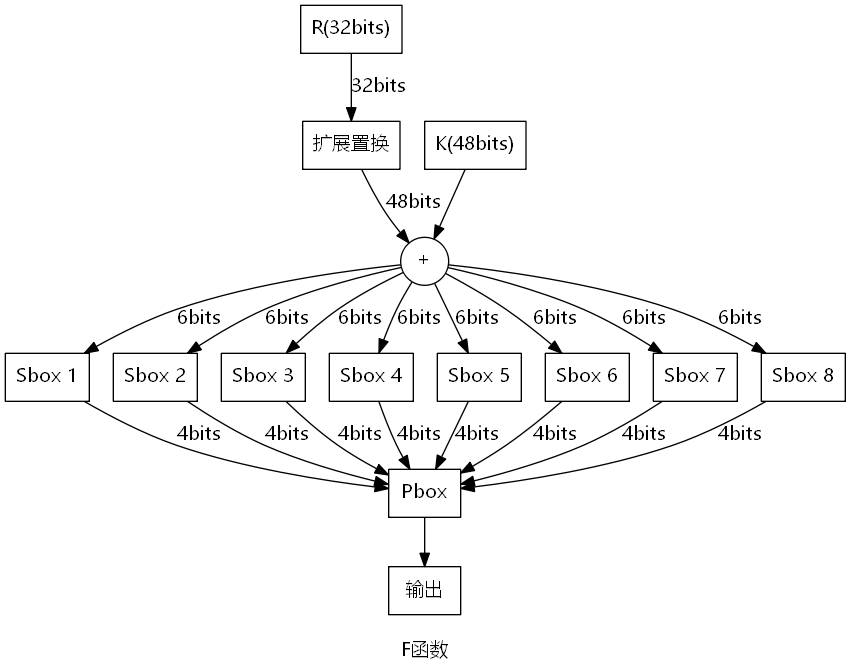 R(32bits)
32bits
扩展置换
K(48bits)
48bits
+
6bits
6bits
6bits
6bits
6bits
6bits
6bits
6bits
Sbox 1
Sbox 2
Sbox 3
Sbox 4
Sbox 5
Sbox 6
Sbox 7
Sbox 8
4bits
4bits
4bits
4bits
4bits
4bits
4bits
4bits
Pbox
输出
F函数